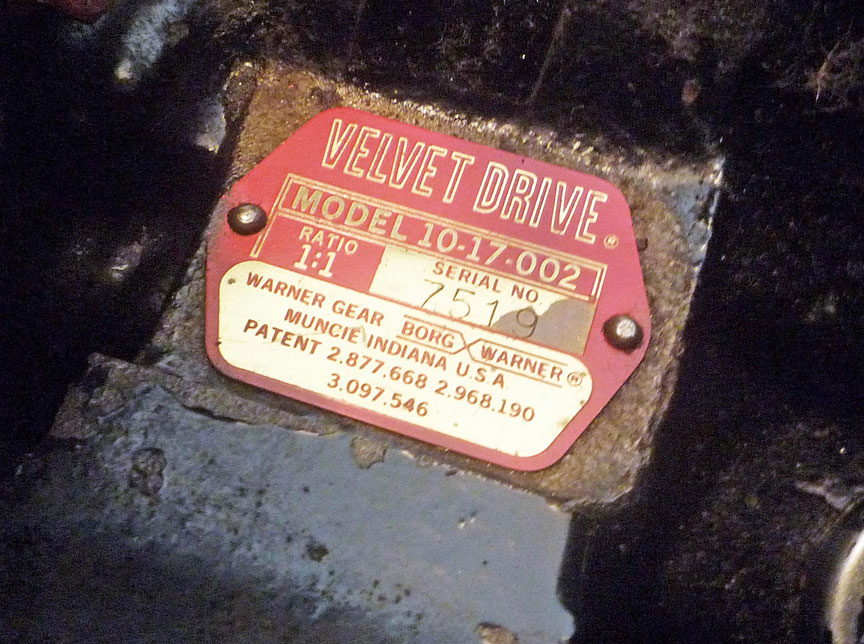 VELVET DRIVE ®
MODEL 10-17-002
RATIO
1:1
SERIAL NO.
7519
WARNER GEAR BORG WARNER ®
MUNCIE INDIANA U.S.A
PATENT 2.877.668 2.968.190
3.097.546